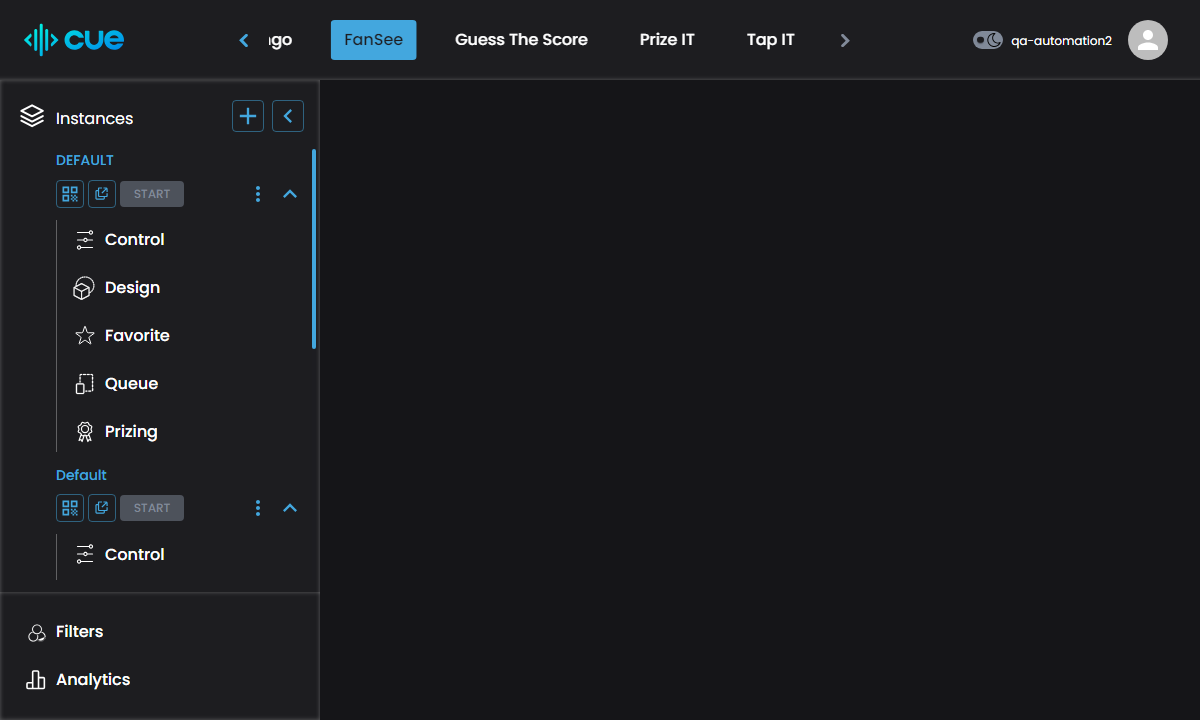 cue
FanSee
Guess The Score
Prize IT
Tap IT
qa-automation2
Instances
DEFAULT
START
Control
Design
Favorite
Queue
Prizing
Default
START
Control
Filters
Analytics